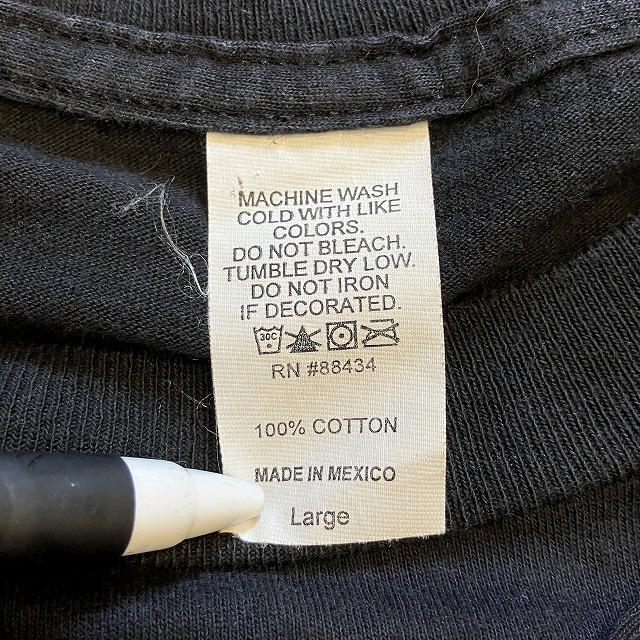 MACHINE WASH
COLD WITH LIKE
COLORS.
DO NOT BLEACH.
TUMBLE DRY LOW.
DO NOT IRON
IF DECORATED.
30C
RN #88434
100% COTTON
MADE IN MEXICO
Large